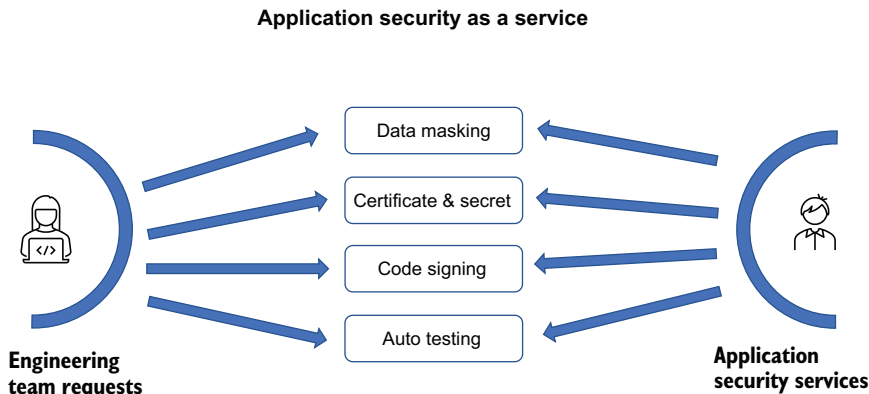 Application security as a service
Data masking
Certificate & secret
</>
Code signing
Auto testing
Engineering
team requests
Application
security services